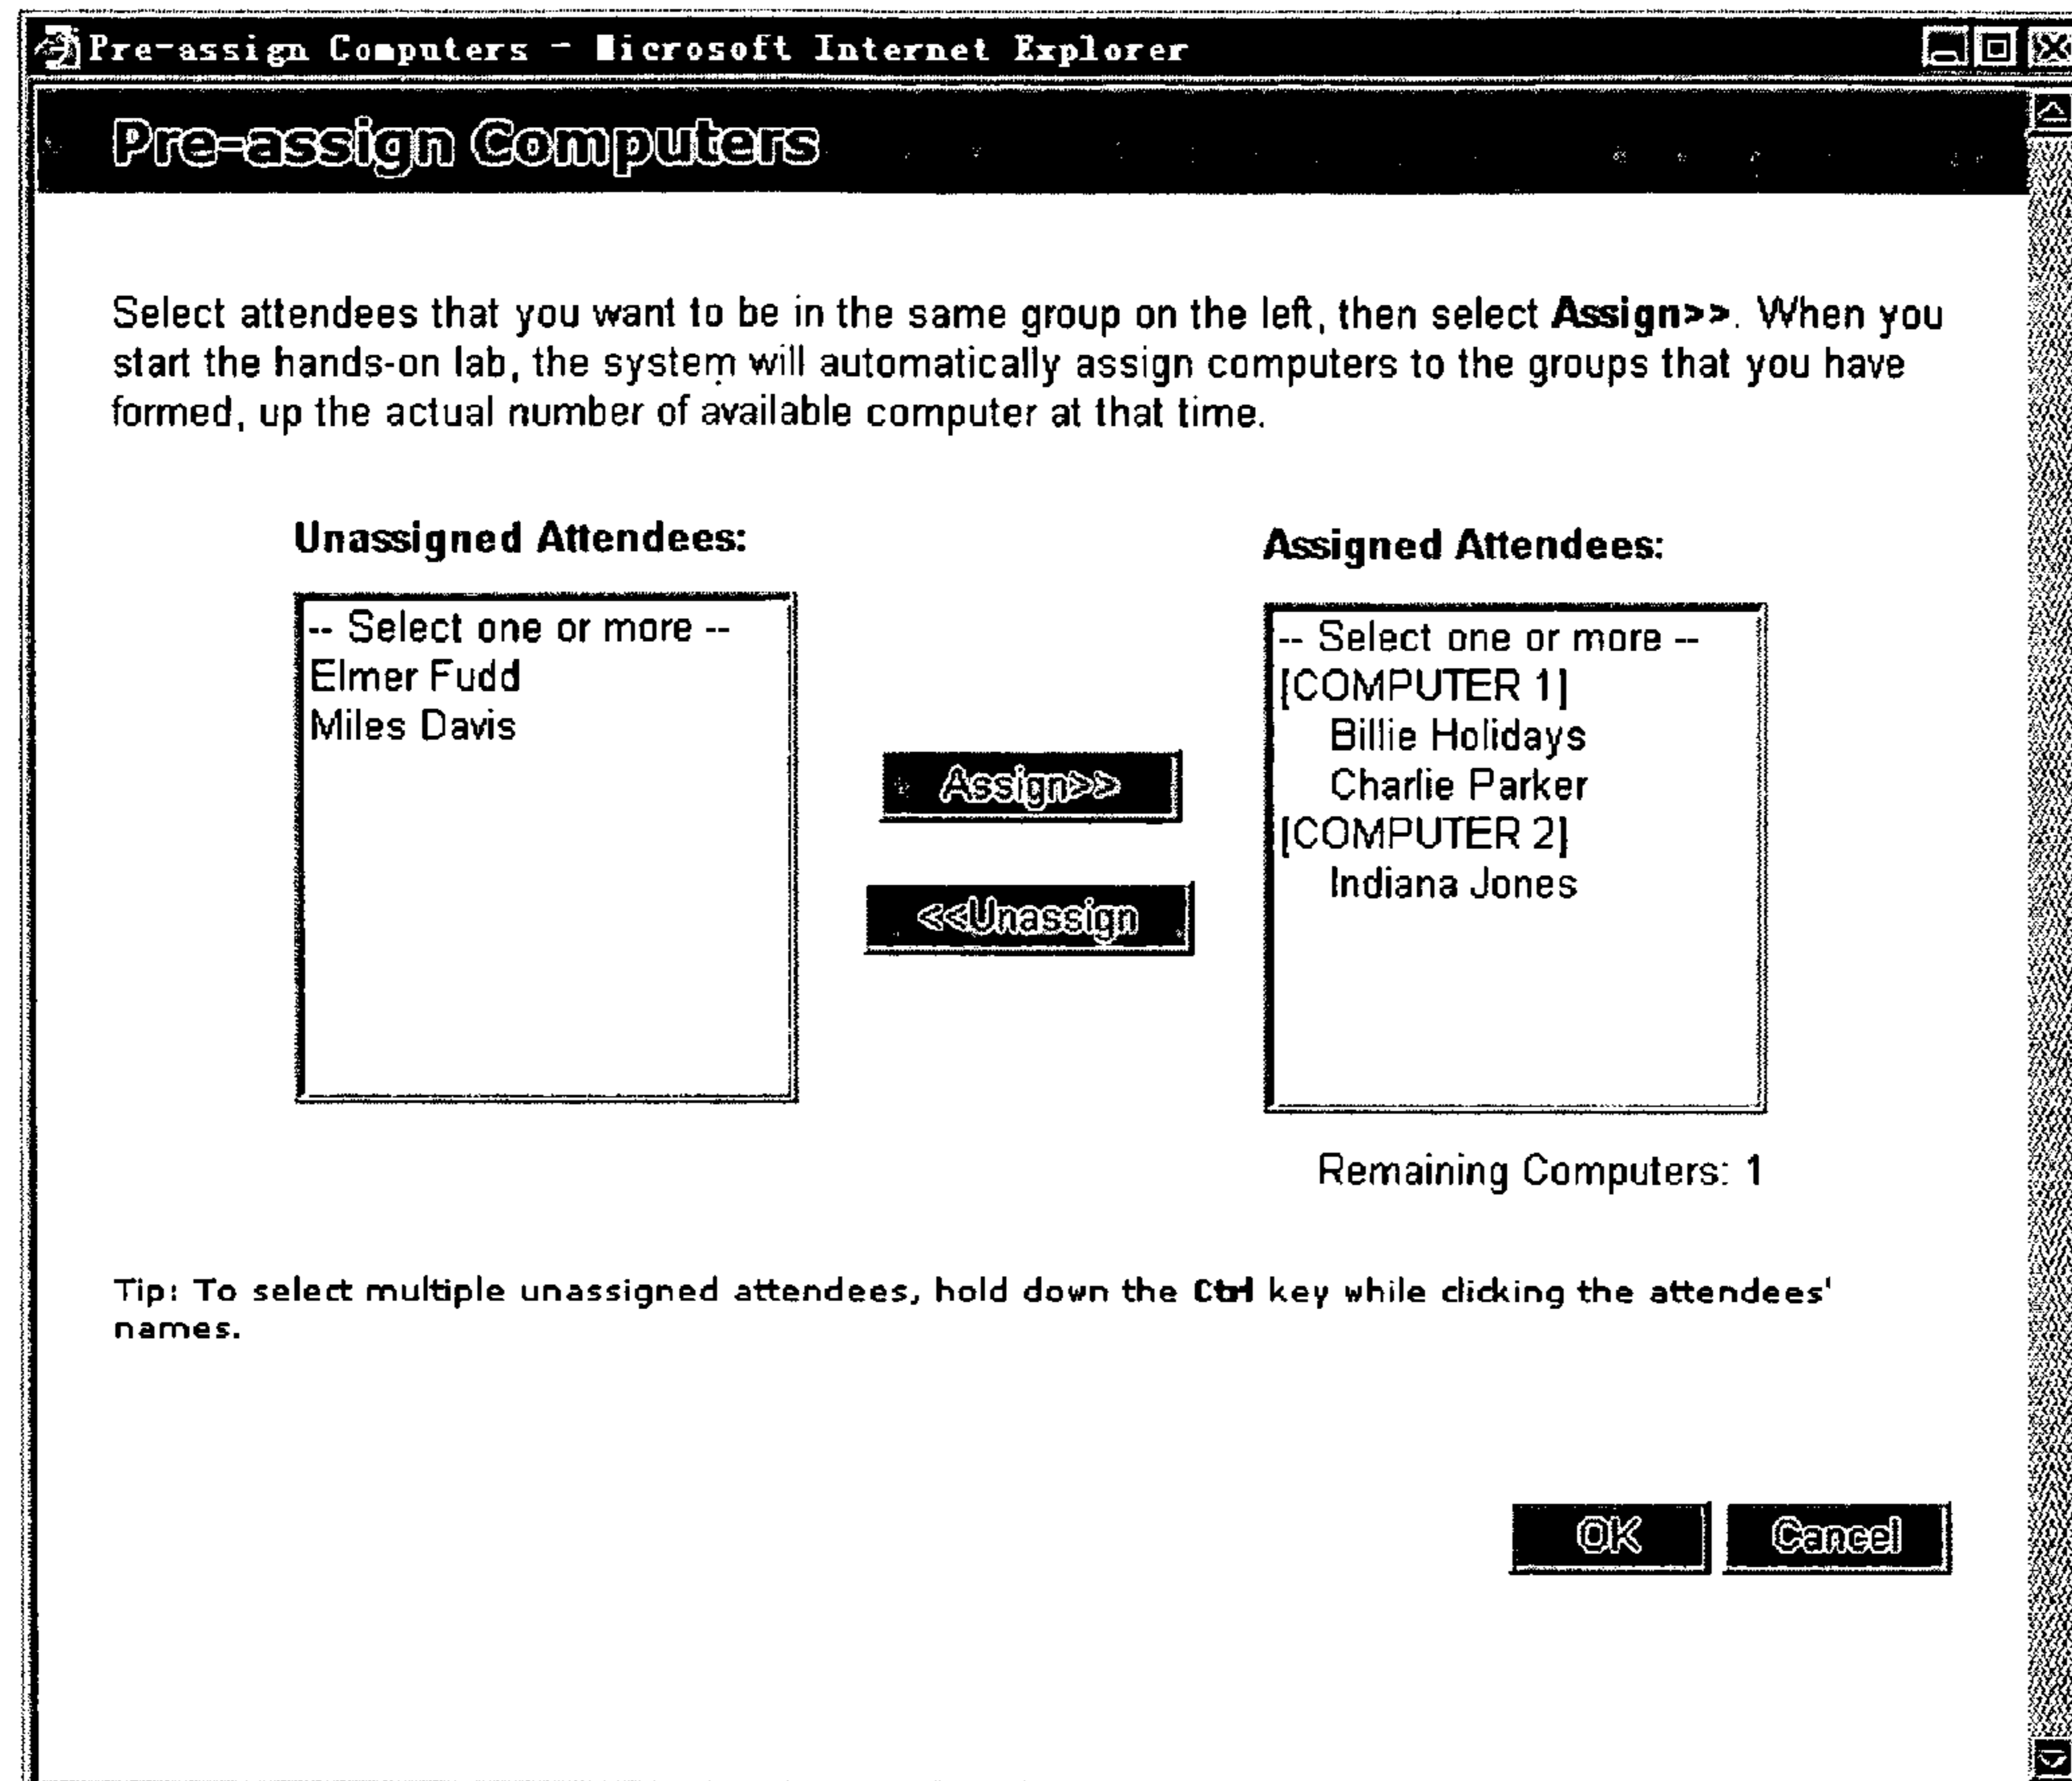 Pre-assign Computers - Microsoft Internet Explorer
Pre-assign Computers
Select attendees that you want to be in the same group on the left, then select Assign>>. When you
start the hands-on lab, the system will automatically assign computers to the groups that you have
formed, up the actual number of available computer at that time.
Unassigned Attendees:
-- Select one or more --
Elmer Fudd
Miles Davis
Assign>>
<<Unassign
Assigned Attendees:
-- Select one or more --
[COMPUTER 1]
Billie Holidays
Charlie Parker
[COMPUTER 2]
Indiana Jones
Remaining Computers: 1
Tip: To select multiple unassigned attendees, hold down the Ctrl key while clicking the attendees'
names.
OK
Cancel